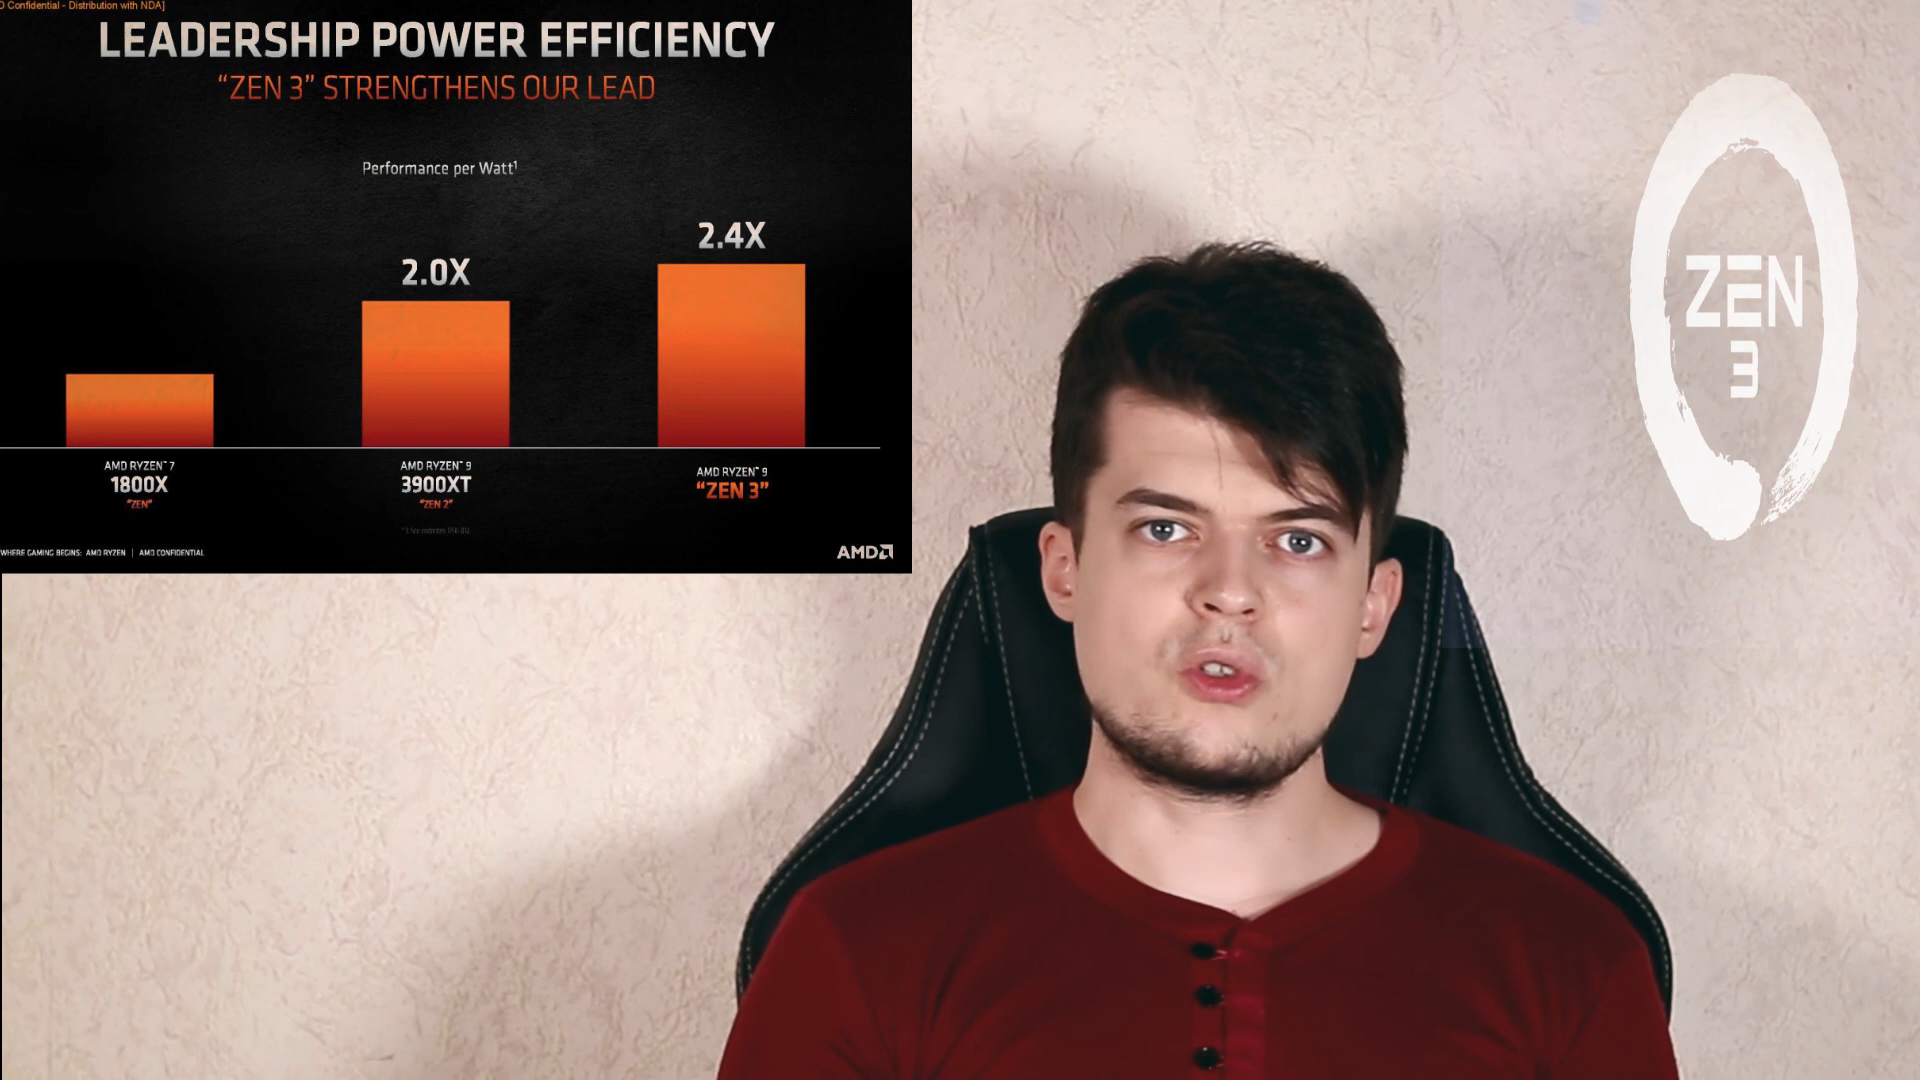 D Confidential - Distribution with NDA]
LEADERSHIP POWER EFFICIENCY
“ZEN 3” STRENGTHENS OUR LEAD
Performance per Watt¹
2.0X
2.4X
AMD RYZEN™ 7
1800X
“ZEN”
AMD RYZEN™ 9
3900XT
“ZEN 2”
AMD RYZEN™ 9
“ZEN 3”
WHERE GAMING BEGINS: AMD RYZEN | AMD CONFIDENTIAL
AMD
ZEN
3